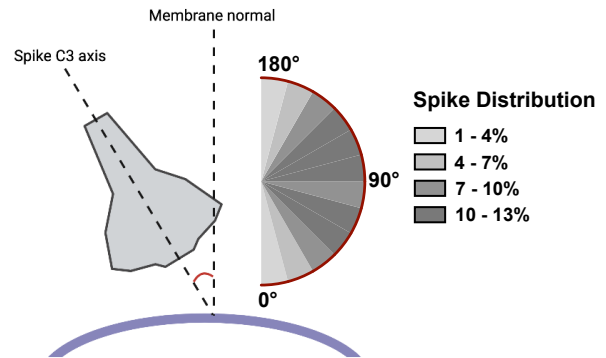 Membrane normal
Spike C3 axis
180°
90°
0°
Spike Distribution
1 - 4%
4 - 7%
7 - 10%
10 - 13%